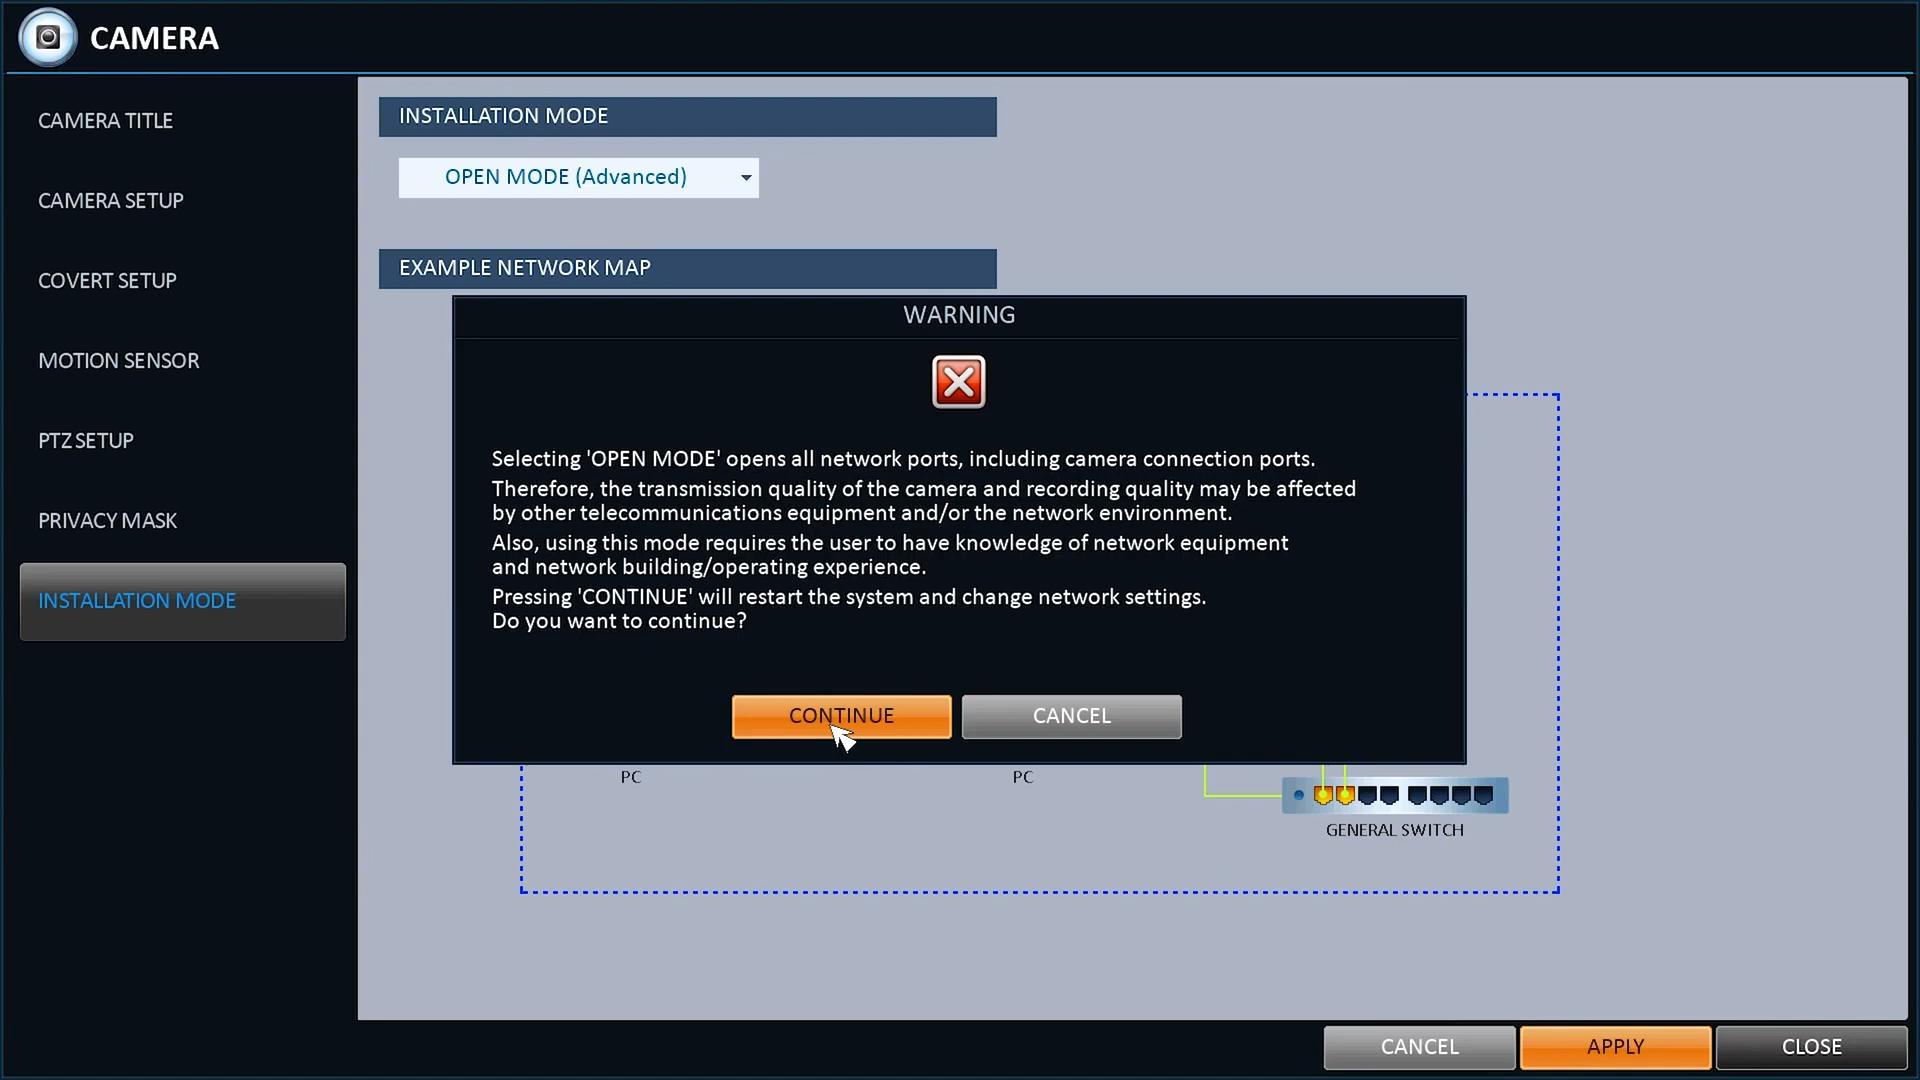 CAMERA
CAMERA TITLE
CAMERA SETUP
COVERT SETUP
MOTION SENSOR
PTZ SETUP
PRIVACY MASK
INSTALLATION MODE
INSTALLATION MODE
OPEN MODE (Advanced)
EXAMPLE NETWORK MAP
WARNING
Selecting 'OPEN MODE' opens all network ports, including camera connection ports.
Therefore, the transmission quality of the camera and recording quality may be affected
by other telecommunications equipment and/or the network environment.
Also, using this mode requires the user to have knowledge of network equipment
and network building/operating experience.
Pressing 'CONTINUE' will restart the system and change network settings.
Do you want to continue?
CONTINUE
CANCEL
PC
PC
GENERAL SWITCH
CANCEL
APPLY
CLOSE